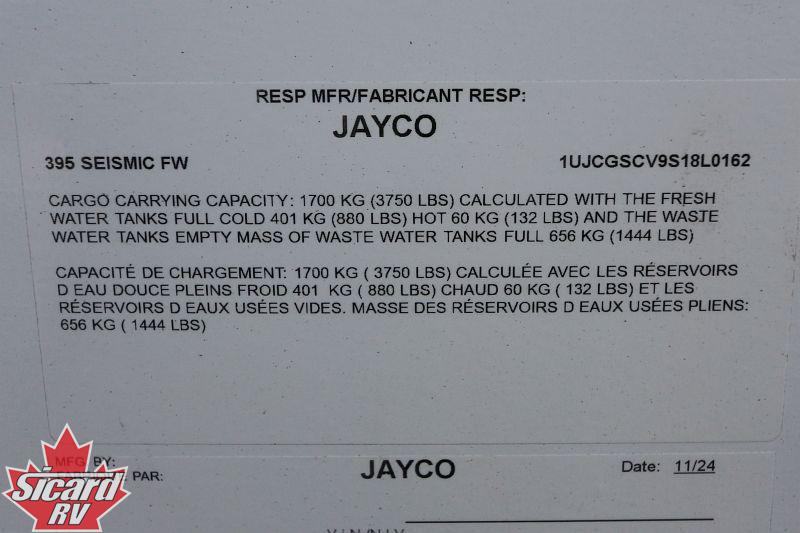 RESP MFR/FABRICANT RESP:
JAYCO
395 SEISMIC FW 1UJCGSCV9S18L0162
CARGO CARRYING CAPACITY: 1700 KG (3750 LBS) CALCULATED WITH THE FRESH
WATER TANKS FULL COLD 401 KG (880 LBS) HOT 60 KG (132 LBS) AND THE WASTE
WATER TANKS EMPTY MASS OF WASTE WATER TANKS FULL 656 KG (1444 LBS)
CAPACITÉ DE CHARGEMENT: 1700 KG ( 3750 LBS) CALCULÉE AVEC LES RÉSERVOIRS
D EAU DOUCE PLEINS FROID 401 KG ( 880 LBS) CHAUD 60 KG ( 132 LBS) ET LES
RÉSERVOIRS D EAUX USÉES VIDES. MASSE DES RÉSERVOIRS D EAUX USÉES PLIENS:
656 KG ( 1444 LBS)
MFG. BY: JAYCO Date: 11/24
PAR:
Sicard
RV